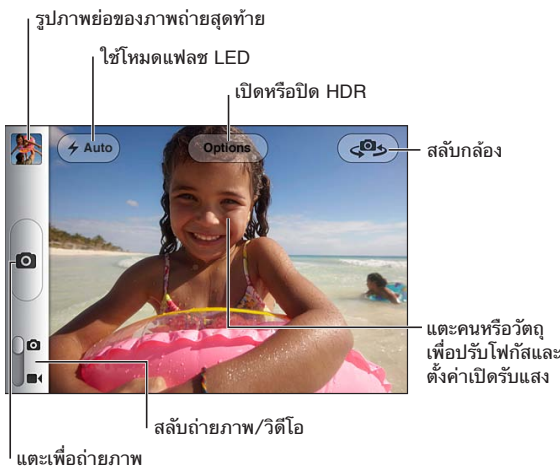 รูปภาพย่อของภาพถ่ายสุดท้าย
ใช้โหมดแฟลช LED
เปิดหรือปิด HDR
Auto
Options
สลับกล้อง
แตะคนหรือวัตถุ
เพื่อปรับโฟกัสและ
ตั้งค่าเปิดรับแสง
สลับถ่ายภาพ/วิดีโอ
แตะเพื่อถ่ายภาพ